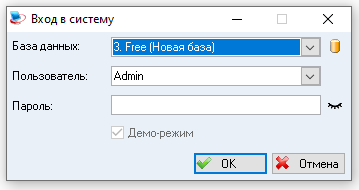 Вход в систему
База данных: 3. Free (Новая база)
Пользователь: Admin
Пароль:
Демо-режим
OK Отмена